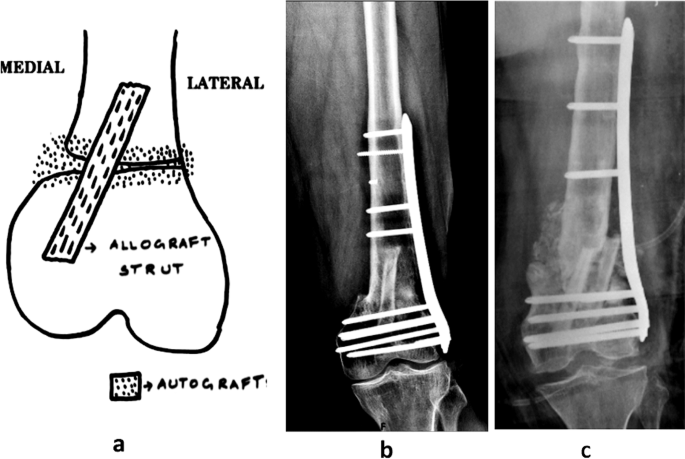 MEDIAL
LATERAL
ALLOGRAFT
STRUT
AUTOGRAFT
a
b
c
F